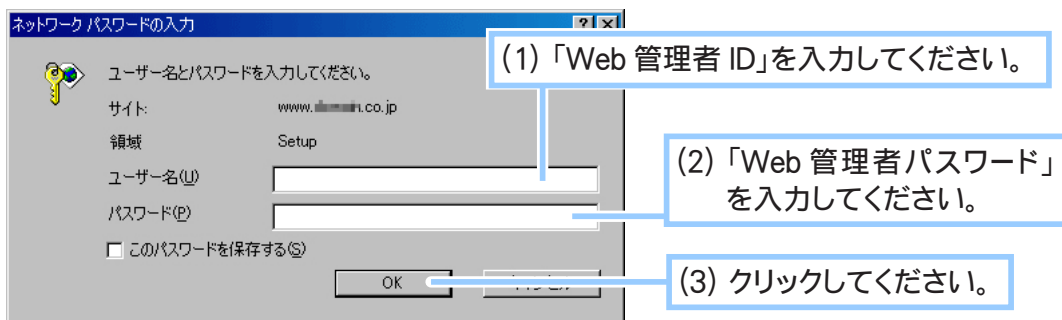 ネットワーク パスワードの入力
(1)「Web 管理者 ID」を入力してください。
ユーザー名とパスワードを入力してください。
サイト: www. .co.jp
領域 Setup
(2)「Web 管理者パスワード」
を入力してください。
ユーザー名(U)
パスワード(P)
このパスワードを保存する(S)
OK
(3) クリックしてください。